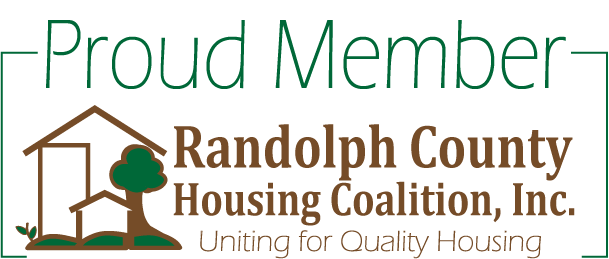 Proud Member
Randolph County
Housing Coalition, Inc.
Uniting for Quality Housing